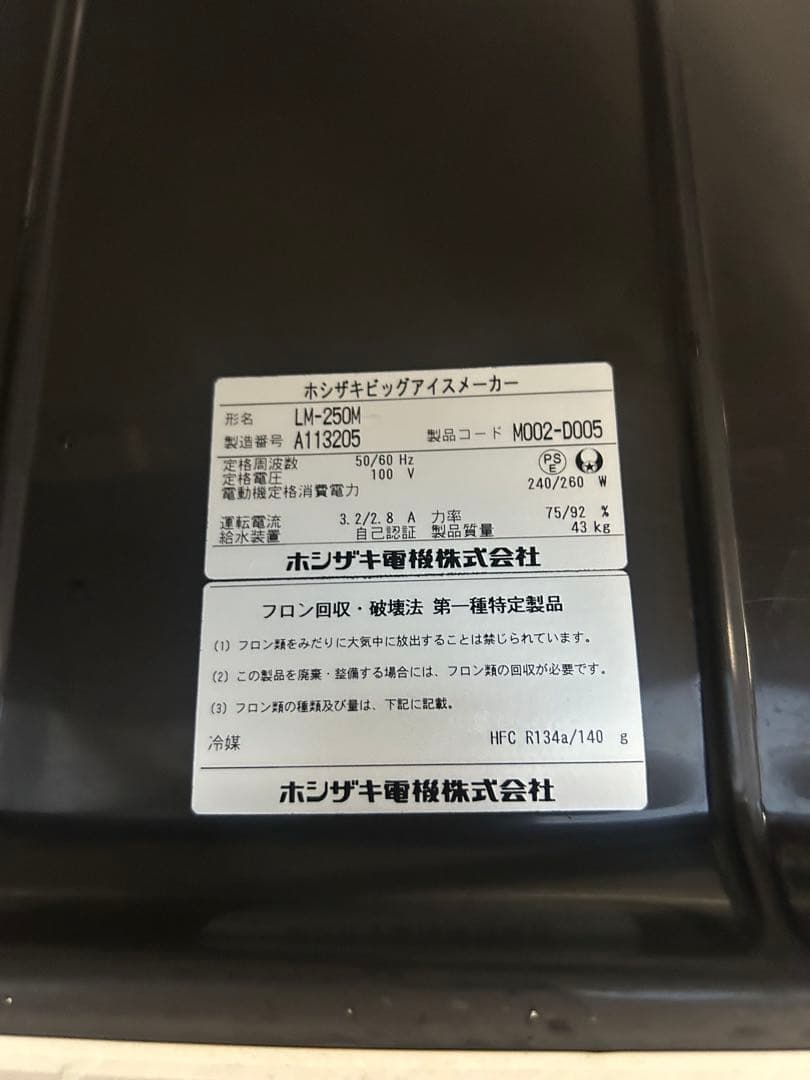 ホシザキビッグアイスメーカー
形名 LM-250M
製造番号 A113205 製品コード M002-D005
定格周波数 50/60 Hz
定格電圧 100 V
PSE
電動機定格消費電力 240/260 W
運転電流 3.2/2.8 A 力率 75/92 %
給水装置 自己認証 製品質量 43 kg
ホシザキ電機株式会社
フロン回収・破壊法 第一種特定製品
(1) フロン類をみだりに大気中に放出することは禁じられています。
(2) この製品を廃棄・整備する場合には、フロン類の回収が必要です。
(3) フロン類の種類及び量は、下記に記載。
冷媒 HFC R134a/140 g
ホシザキ電機株式会社